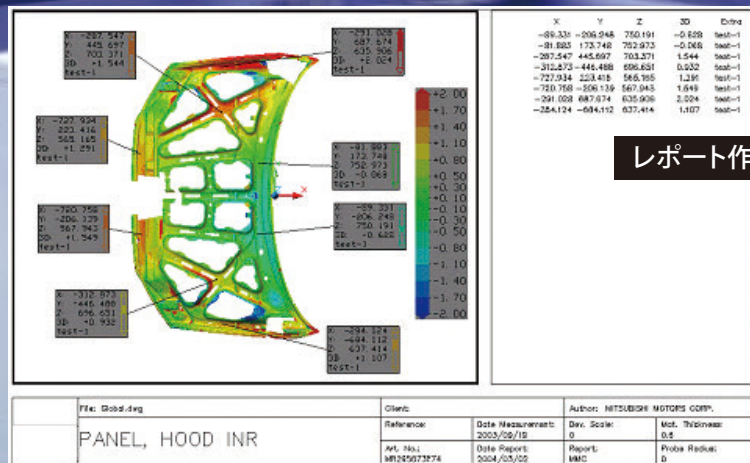 X: -287.547
Y: 445.697
Z: 703.371
3D +1.544
test-1
X: -291.028
Y: 687.674
Z: 635.906
3D +2.024
test-1
X: -727.934
Y: 223.416
Z: 565.165
3D +1.291
test-1
X: -81.883
Y: 173.748
Z: 752.973
3D -0.068
test-1
X: -720.758
Y: -206.139
Z: 567.943
3D +1.949
test-1
X: -89.331
Y: -206.248
Z: 750.191
3D -0.628
test-1
X: -312.873
Y: -446.488
Z: 696.651
3D +0.932
test-1
X: -284.124
Y: -684.112
Z: 637.414
3D +1.107
test-1
X
+2.00
+1.70
+1.40
+1.10
+0.80
+0.50
+0.30
+0.10
-0.10
-0.30
-0.50
-0.80
-1.10
-1.40
-1.70
-2.00
X Y Z 3D Extra
-89.331 -206.248 750.191 -0.628 test-1
-81.883 173.748 752.973 -0.068 test-1
-287.547 445.697 703.371 1.544 test-1
-312.873 -446.488 696.651 0.932 test-1
-727.934 223.416 565.165 1.291 test-1
-720.758 -206.139 567.943 1.949 test-1
-291.028 687.674 635.906 2.024 test-1
-284.124 -684.112 637.414 1.107 test-1
レポート作
File: Global.dwg
PANEL, HOOD INR
Client:
Author: MITSUBISHI MOTORS CORP.
Reference:
Date Measurement:
2003/09/19
Dev. Scale:
0
Mat. Thickness:
0.6
Art. No.:
Date Report:
2004/03/02
Report:
MMC
Probe Radius:
0